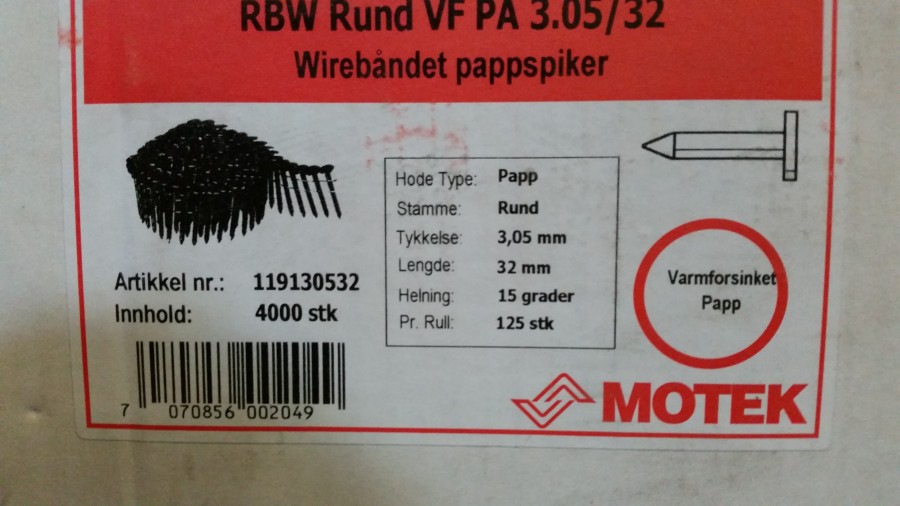 RBW Rund VF PA 3.05/32
Wirebåndet pappspiker
Hode Type: Papp
Stamme: Rund
Tykkelse: 3,05 mm
Lengde: 32 mm
Helning: 15 grader
Pr. Rull: 125 stk
Artikkel nr.: 119130532
Innhold: 4000 stk
Varmforsinket
Papp
7 070856 002049
MOTEK